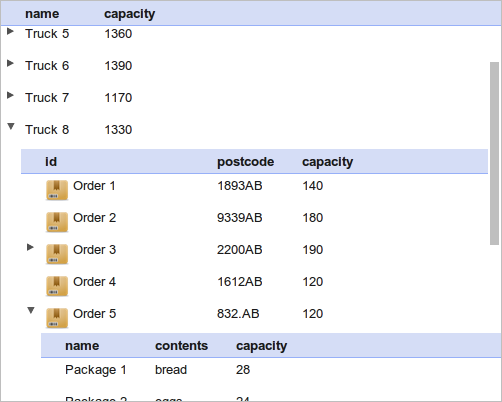 name capacity
Truck 5 1360
Truck 6 1390
Truck 7 1170
Truck 8 1330
id postcode capacity
Order 1 1893AB 140
Order 2 9339AB 180
Order 3 2200AB 190
Order 4 1612AB 120
Order 5 832.AB 120
name contents capacity
Package 1 bread 28
Package 2 eggs 24